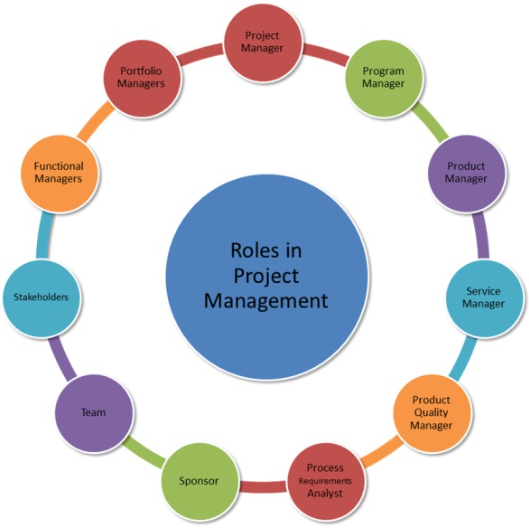 Project
Manager
Program
Manager
Product
Manager
Service
Manager
Product
Quality
Manager
Process
Requirements
Analyst
Sponsor
Team
Stakeholders
Functional
Managers
Portfolio
Managers
Roles in
Project
Management